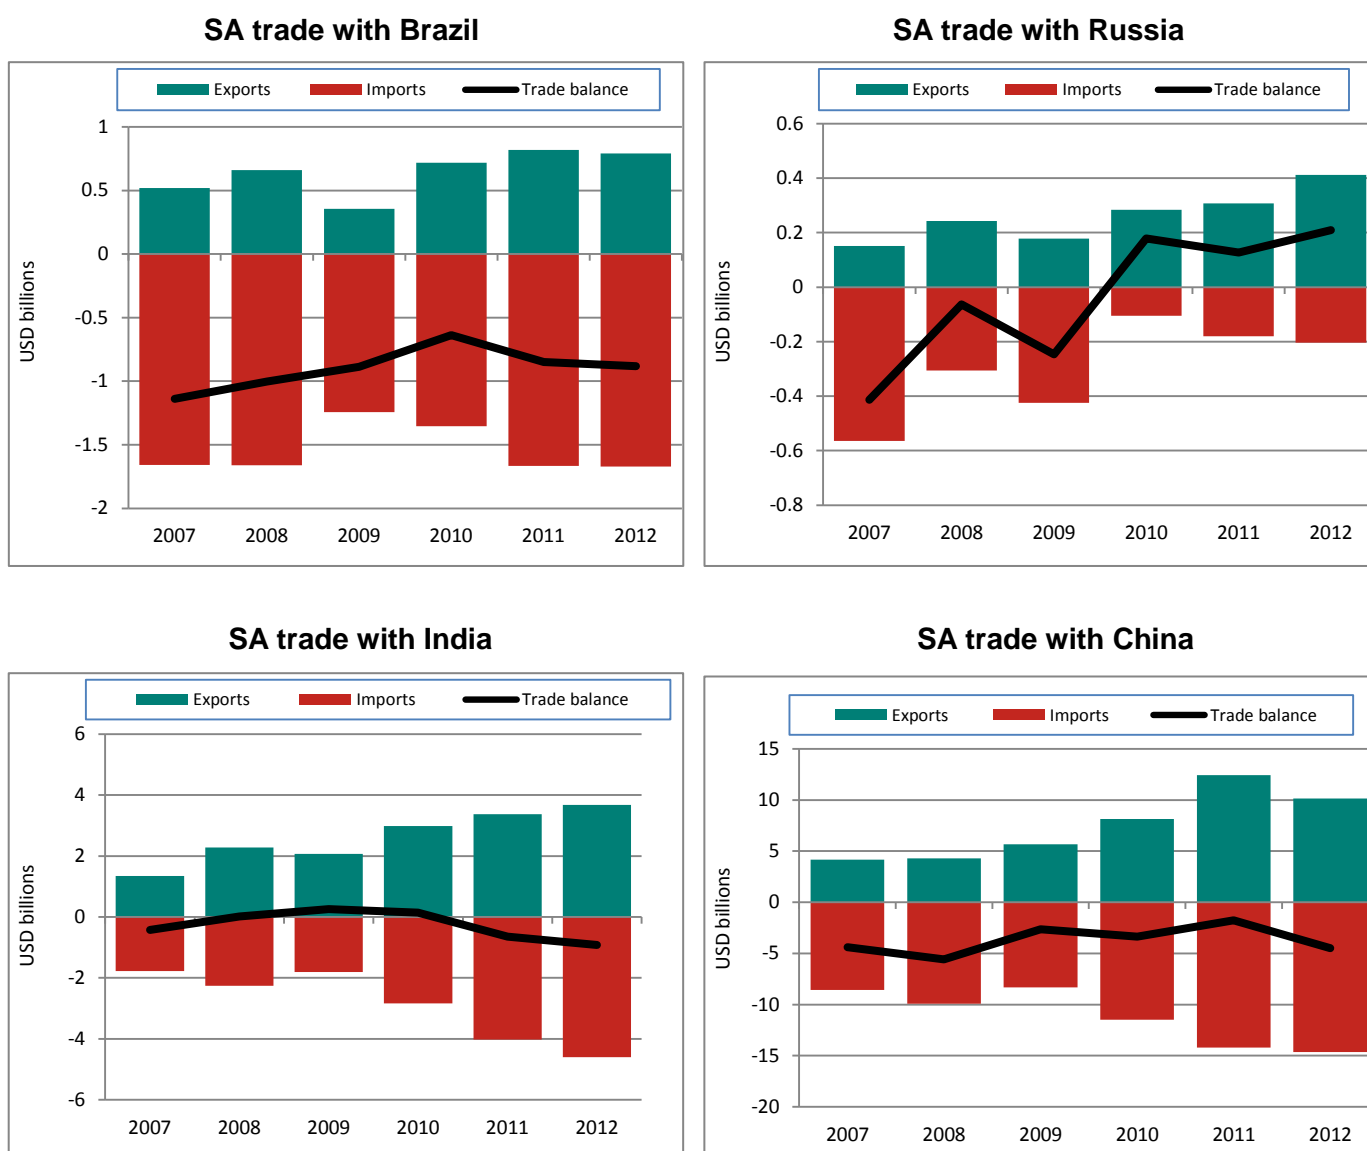 SA trade with Brazil
Exports Imports Trade balance
1
0.5
0
-0.5
-1
-1.5
-2
USD billions
2007 2008 2009 2010 2011 2012
SA trade with Russia
Exports Imports Trade balance
0.6
0.4
0.2
0
-0.2
-0.4
-0.6
-0.8
USD billions
2007 2008 2009 2010 2011 2012
SA trade with India
Exports Imports Trade balance
6
4
2
0
-2
-4
-6
USD billions
2007 2008 2009 2010 2011 2012
SA trade with China
Exports Imports Trade balance
15
10
5
0
-5
-10
-15
-20
USD billions
2007 2008 2009 2010 2011 2012